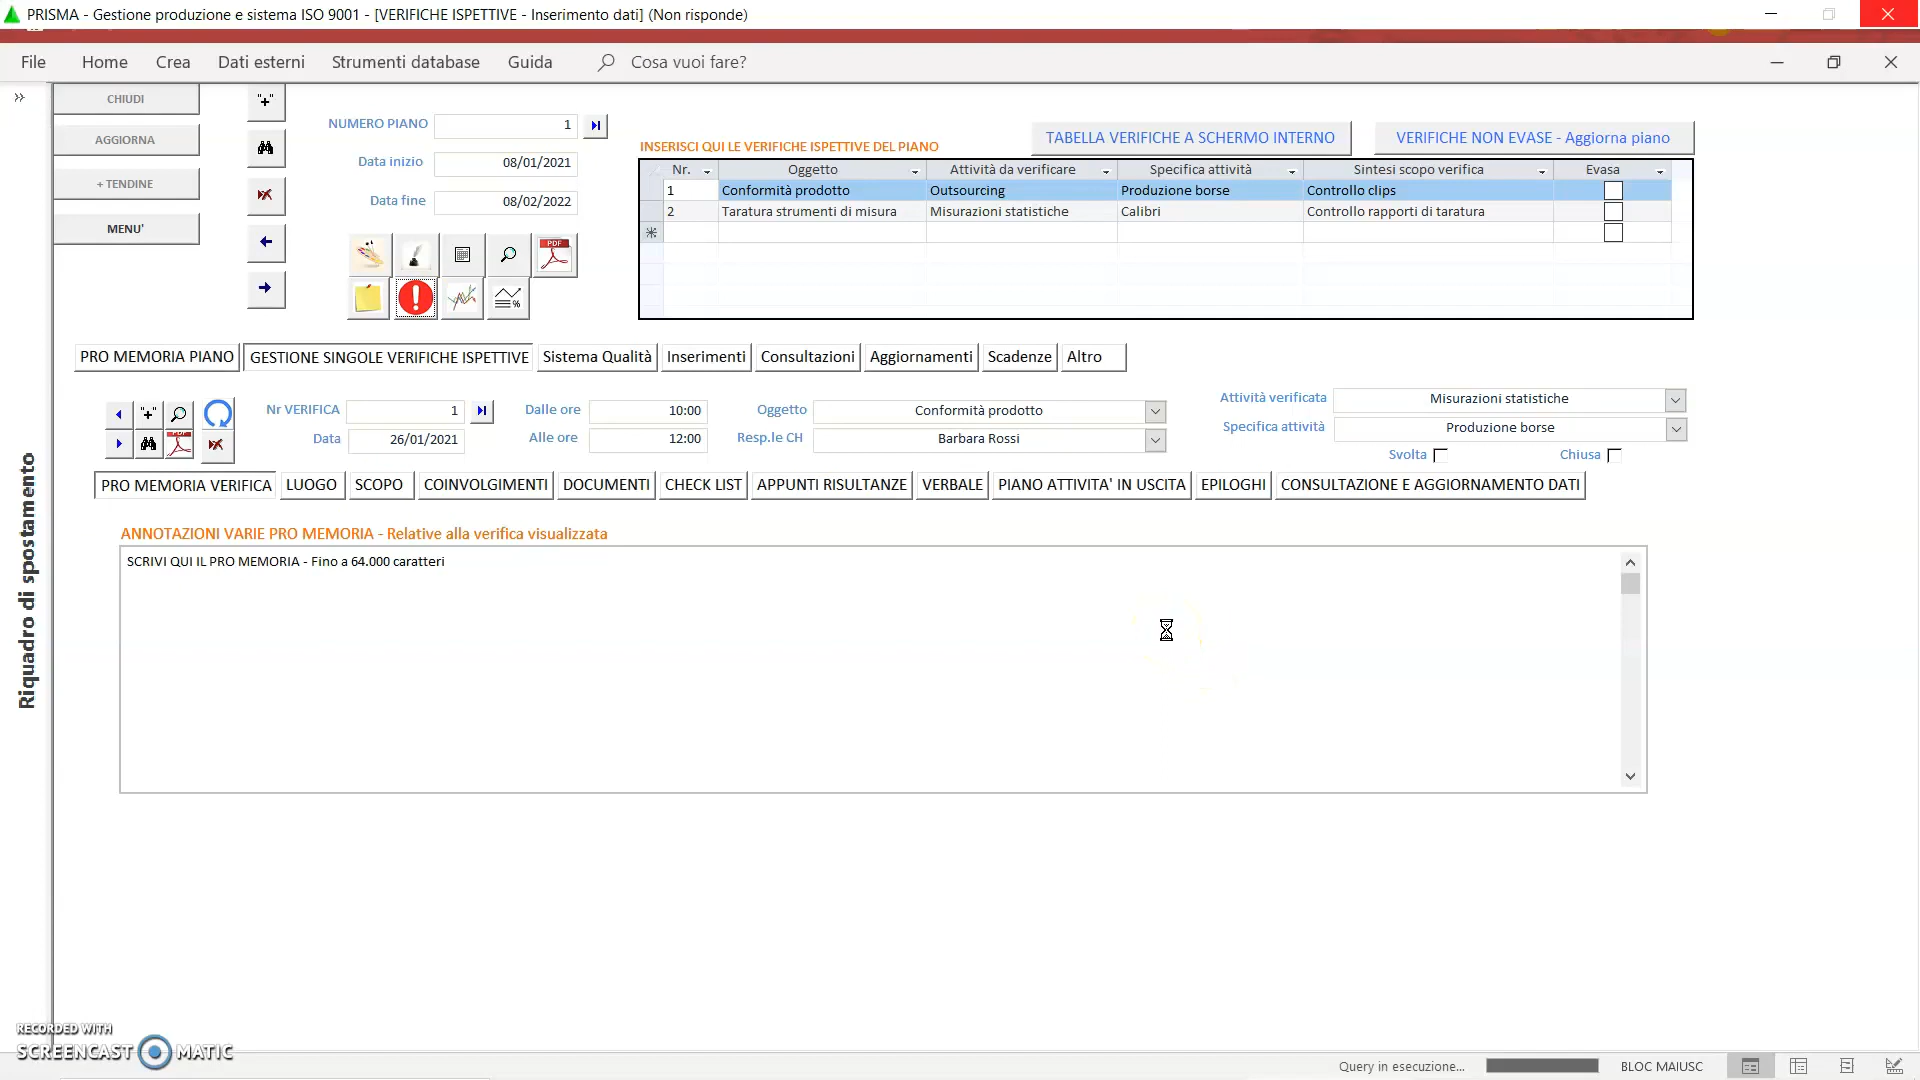 PRISMA - Gestione produzione e sistema ISO 9001 - [VERIFICHE ISPETTIVE - Inserimento dati] (Non risponde)
File Home Crea Dati esterni Strumenti database Guida Cosa vuoi fare?
CHIUDI
AGGIORNA
+ TENDINE
MENU'
"+"
NUMERO PIANO 1
Data inizio 08/01/2021
Data fine 08/02/2022
PDF
INSERISCI QUI LE VERIFICHE ISPETTIVE DEL PIANO
TABELLA VERIFICHE A SCHERMO INTERNO
VERIFICHE NON EVASE - Aggiorna piano
Nr. Oggetto Attività da verificare Specifica attività Sintesi scopo verifica Evasa
1 Conformità prodotto Outsourcing Produzione borse Controllo clips
2 Taratura strumenti di misura Misurazioni statistiche Calibri Controllo rapporti di taratura
PRO MEMORIA PIANO GESTIONE SINGOLE VERIFICHE ISPETTIVE Sistema Qualità Inserimenti Consultazioni Aggiornamenti Scadenze Altro
"+"
Nr VERIFICA 1
Data 26/01/2021
Dalle ore 10:00
Alle ore 12:00
Oggetto Conformità prodotto
Resp.le CH Barbara Rossi
Attività verificata Misurazioni statistiche
Specifica attività Produzione borse
Svolta Chiusa
PRO MEMORIA VERIFICA LUOGO SCOPO COINVOLGIMENTI DOCUMENTI CHECK LIST APPUNTI RISULTANZE VERBALE PIANO ATTIVITA' IN USCITA EPILOGHI CONSULTAZIONE E AGGIORNAMENTO DATI
ANNOTAZIONI VARIE PRO MEMORIA - Relative alla verifica visualizzata
SCRIVI QUI IL PRO MEMORIA - Fino a 64.000 caratteri
Riquadro di spostamento
RECORDED WITH
SCREENCAST MATIC
Query in esecuzione... BLOC MAIUSC